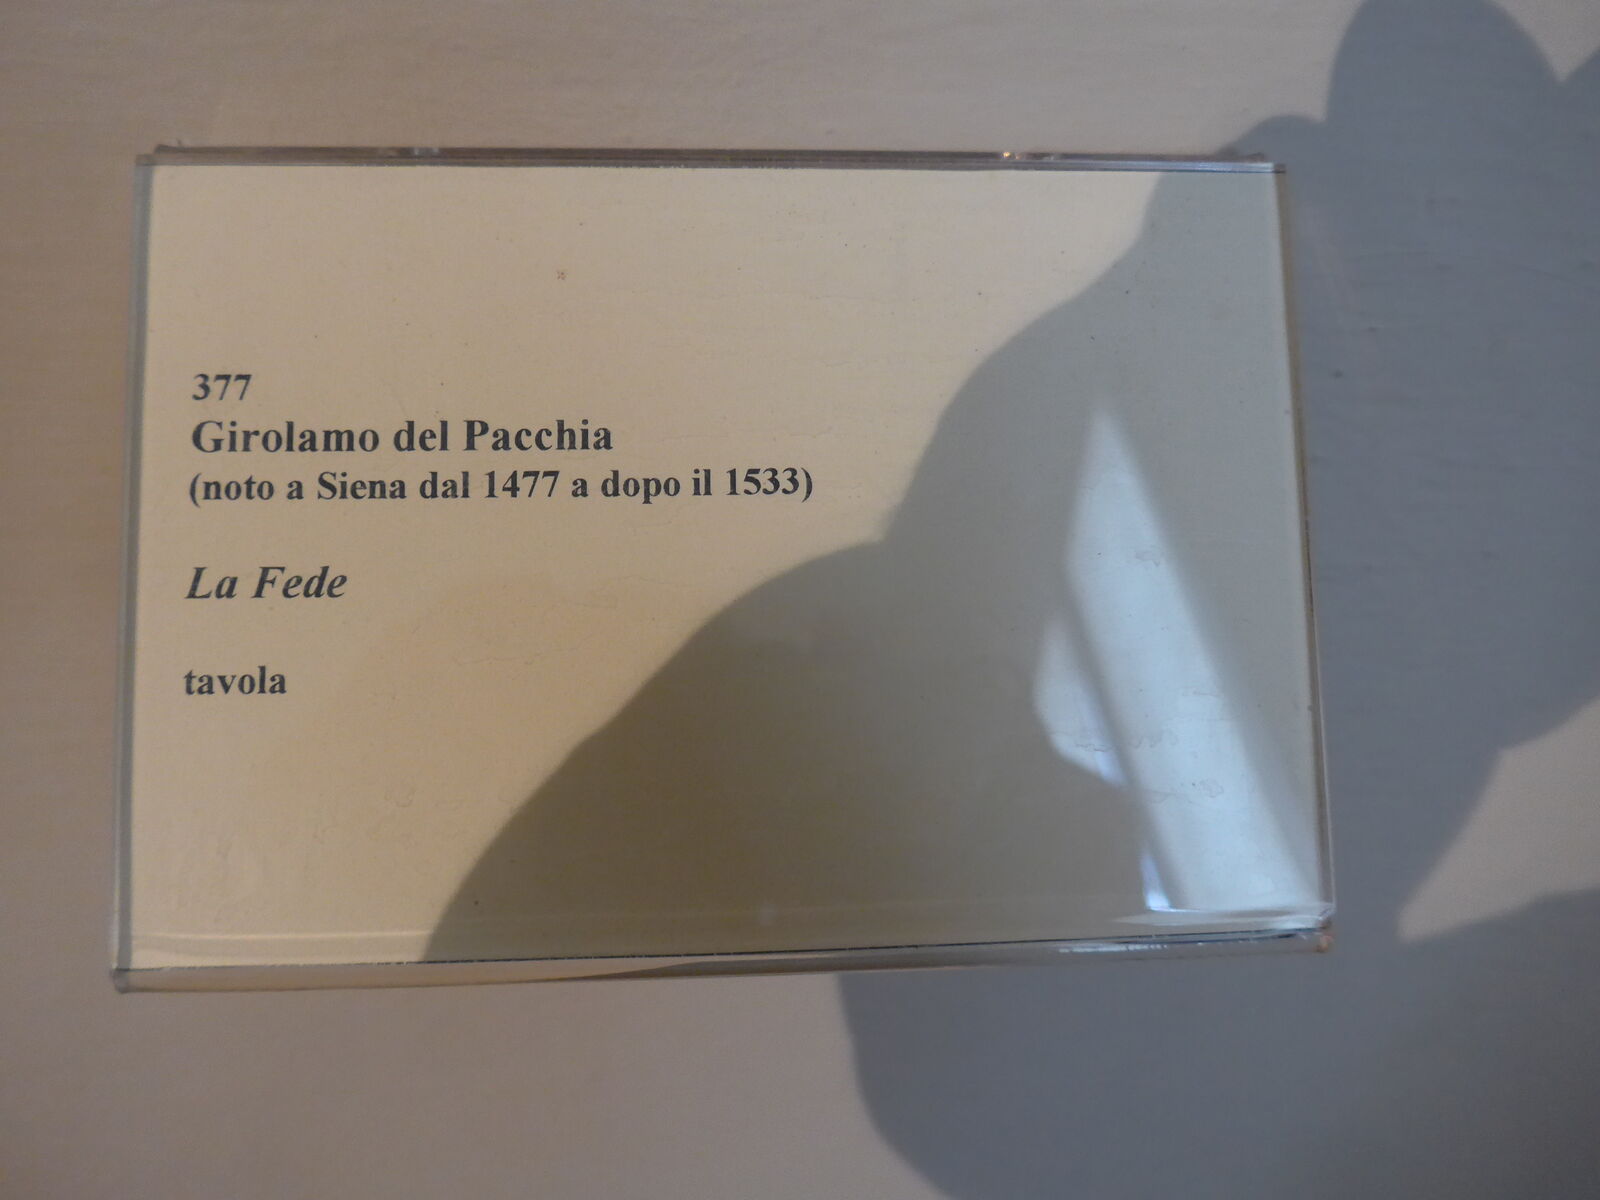 377
Girolamo del Pacchia
(noto a Siena dal 1477 a dopo il 1533)
La Fede
tavola